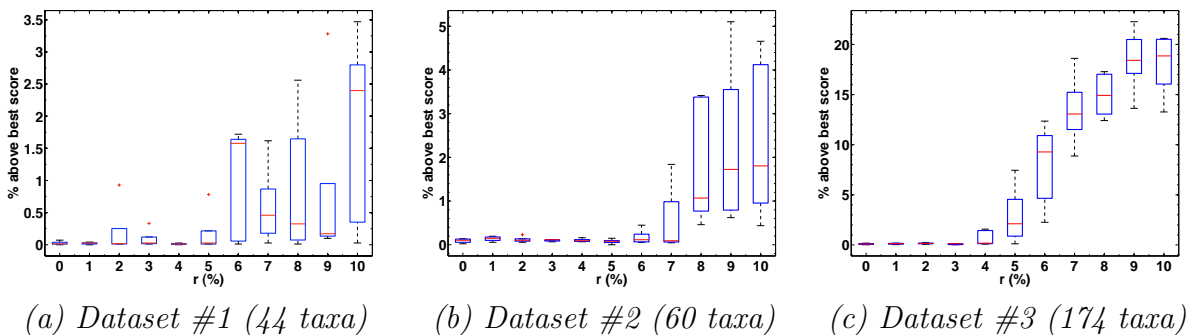 % above best score
3.5
3
2.5
2
1.5
1
0.5
0
0 1 2 3 4 5 6 7 8 9 10
r (%)
(a) Dataset #1 (44 taxa)
% above best score
5
4
3
2
1
0
0 1 2 3 4 5 6 7 8 9 10
r (%)
(b) Dataset #2 (60 taxa)
% above best score
20
15
10
5
0
0 1 2 3 4 5 6 7 8 9 10
r (%)
(c) Dataset #3 (174 taxa)